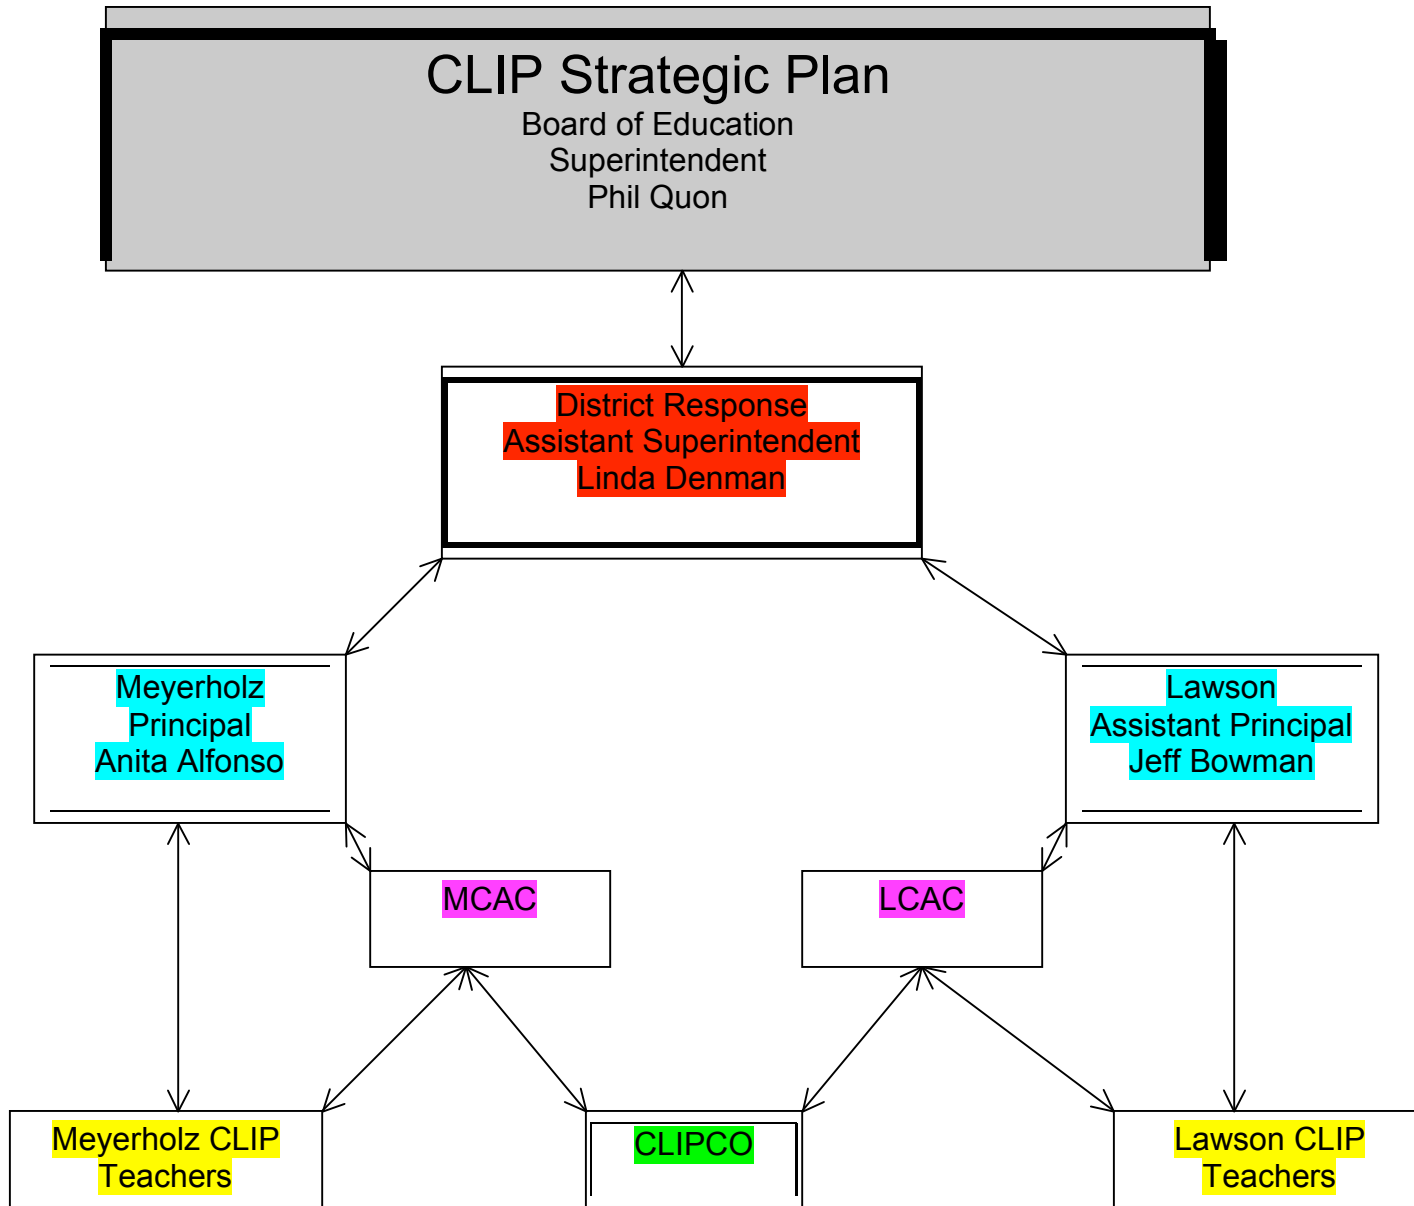 CLIP Strategic Plan
Board of Education
Superintendent
Phil Quon
District Response
Assistant Superintendent
Linda Denman
Meyerholz
Principal
Anita Alfonso
Lawson
Assistant Principal
Jeff Bowman
MCAC
LCAC
Meyerholz CLIP
Teachers
CLIPCO
Lawson CLIP
Teachers